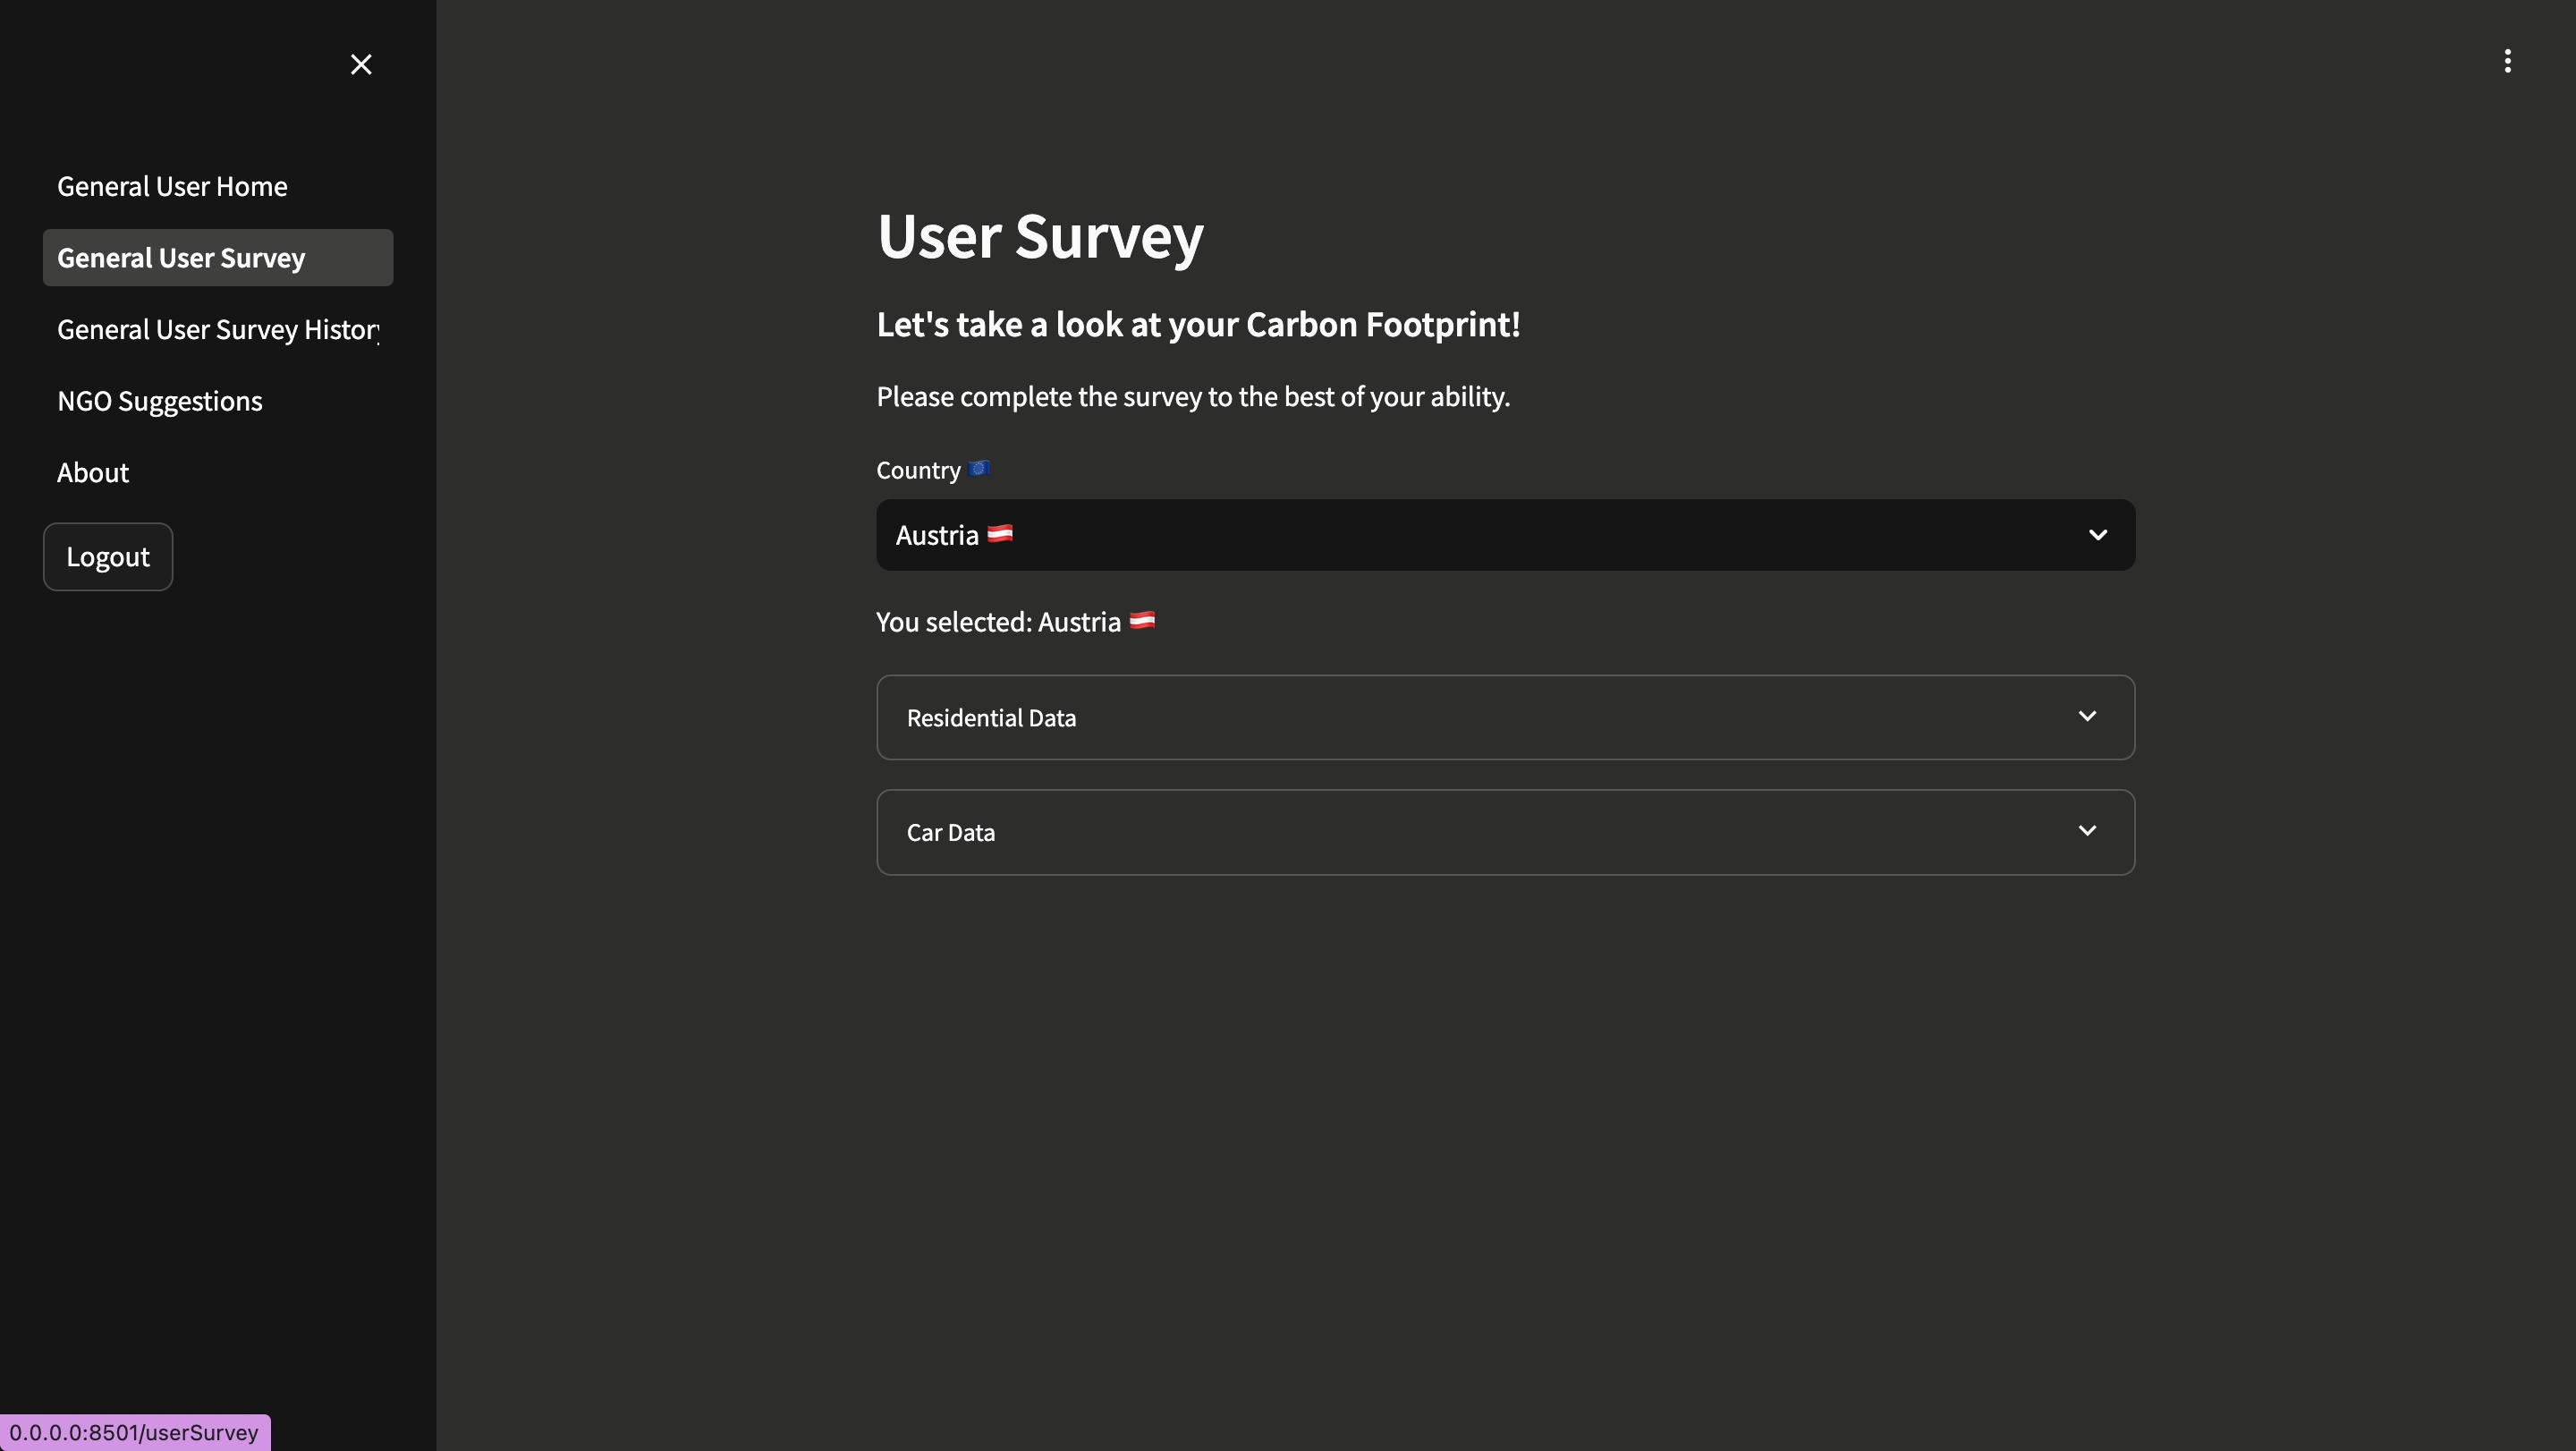 General User Home
General User Survey
General User Survey History
NGO Suggestions
About
Logout
User Survey
Let's take a look at your Carbon Footprint!
Please complete the survey to the best of your ability.
Country 🇪🇺
Austria 🇦🇹
You selected: Austria 🇦🇹
Residential Data
Car Data
0.0.0.0:8501/userSurvey